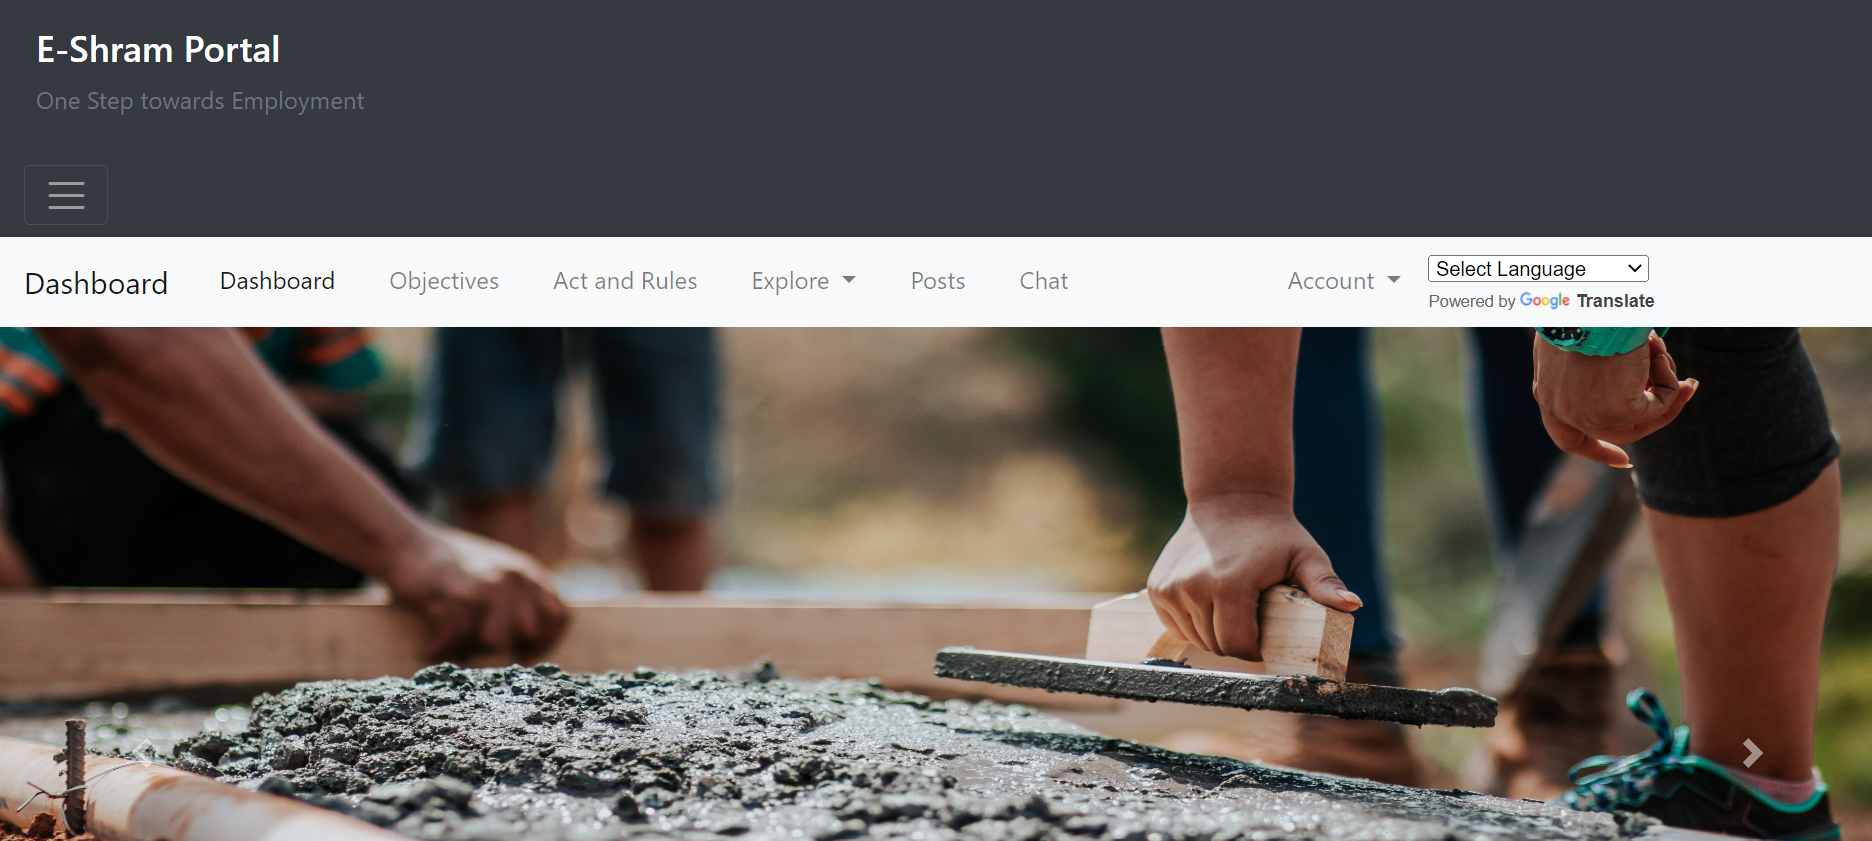 E-Shram Portal
One Step towards Employment
Dashboard Dashboard Objectives Act and Rules Explore Posts Chat Account Select Language
Powered by Google Translate